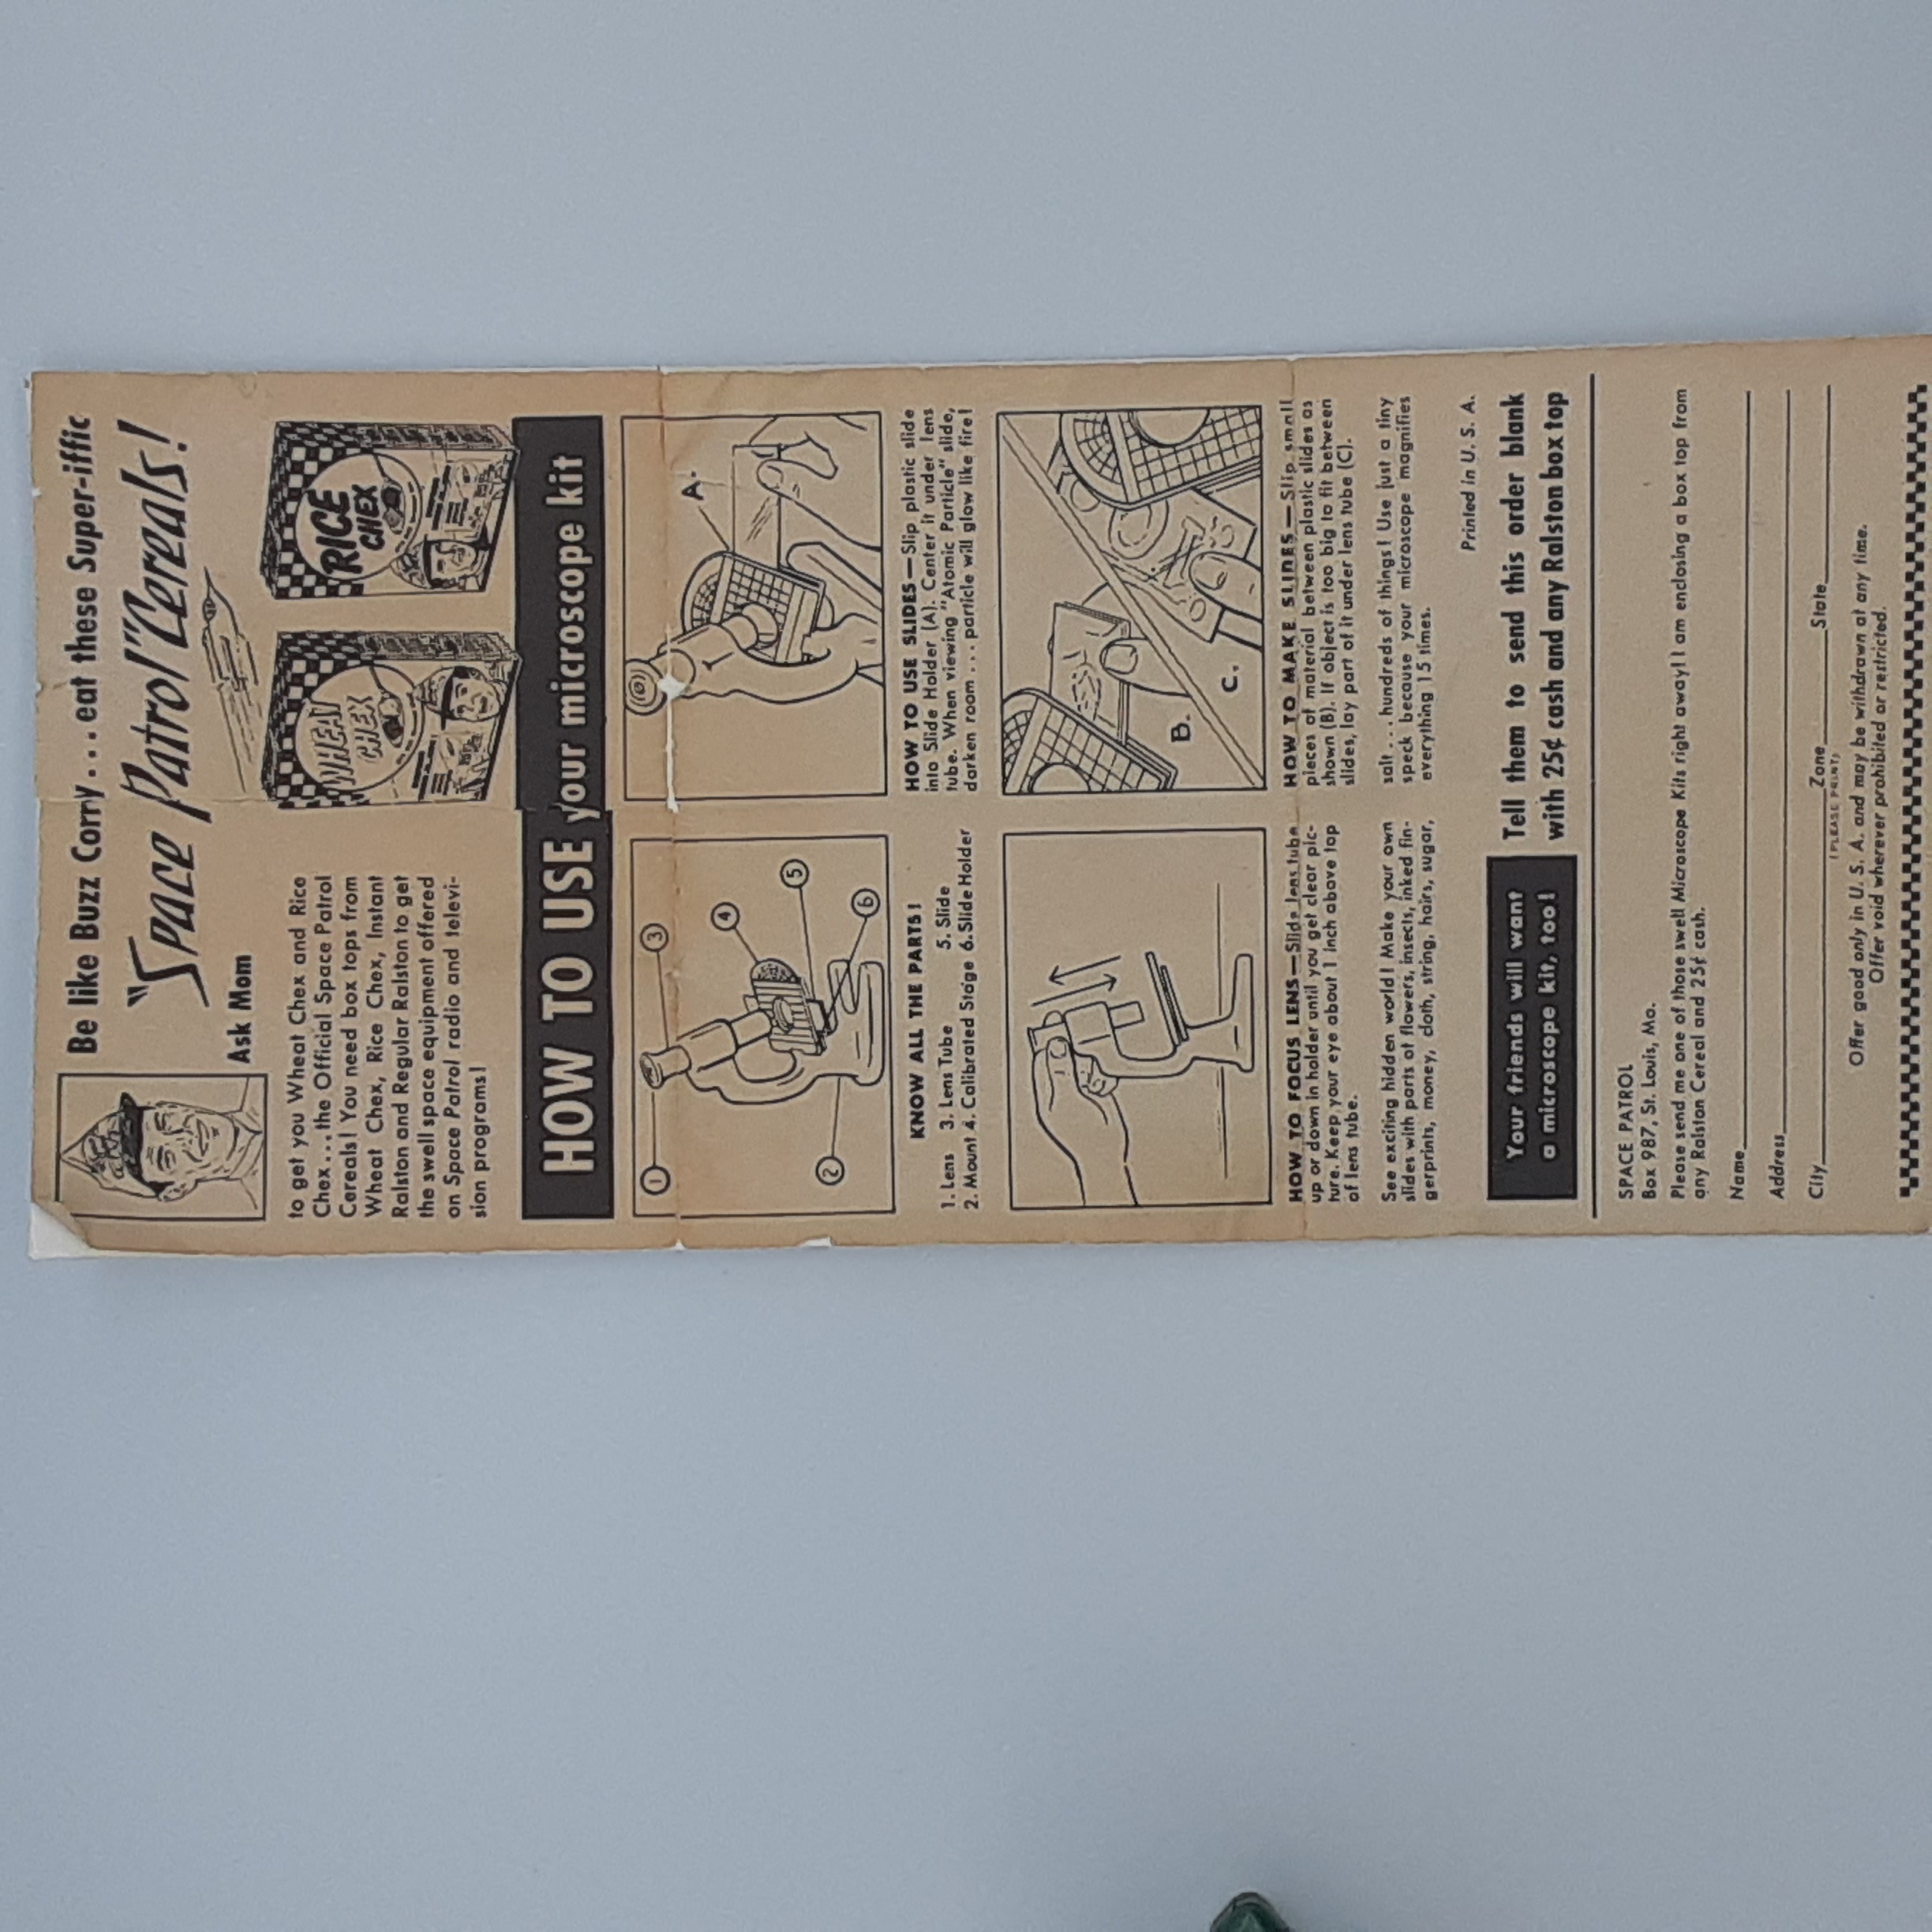 Be like Buzz Corry...eat these Super-iffic
"Space Patrol" Cereals!
Ask Mom
to get you Wheat Chex and Rice
Chex...the Official Space Patrol
Cereals! You need box tops from
Wheat Chex, Rice Chex, Instant
Ralston and Regular Ralston to get
the swell space equipment offered
on Space Patrol radio and televi-
sion programs!
WHEAT
CHEX
RICE
CHEX
HOW TO USE your microscope kit
1
2
3
4
5
6
KNOW ALL THE PARTS!
1. Lens 3. Lens Tube 5. Slide
2. Mount 4. Calibrated Stage 6. Slide Holder
A.
HOW TO USE SLIDES—Slip plastic slide
into Slide Holder (A). Center it under lens
tube. When viewing "Atomic Particle" slide,
darken room...particle will glow like fire!
HOW TO FOCUS LENS—Slide lens tube
up or down in holder until you get clear pic-
ture. Keep your eye about 1 inch above top
of lens tube.
See exciting hidden world! Make your own
slides with parts of flowers, insects, inked fin-
gerprints, money, cloth, string, hairs, sugar,
B.
C.
HOW TO MAKE SLIDES—Slip small
pieces of material between plastic slides as
shown (B). If object is too big to fit between
slides, lay part of it under lens tube (C).
salt...hundreds of things! Use just a tiny
speck because your microscope magnifies
everything 15 times.
Printed in U. S. A.
Your friends will want
a microscope kit, too!
Tell them to send this order blank
with 25¢ cash and any Ralston box top
SPACE PATROL
Box 987, St. Louis, Mo.
Please send me one of those swell Microscope Kits right away! I am enclosing a box top from
any Ralston Cereal and 25¢ cash.
Name
Address
City Zone State
(PLEASE PRINT)
Offer good only in U. S. A. and may be withdrawn at any time.
Offer void wherever prohibited or restricted.